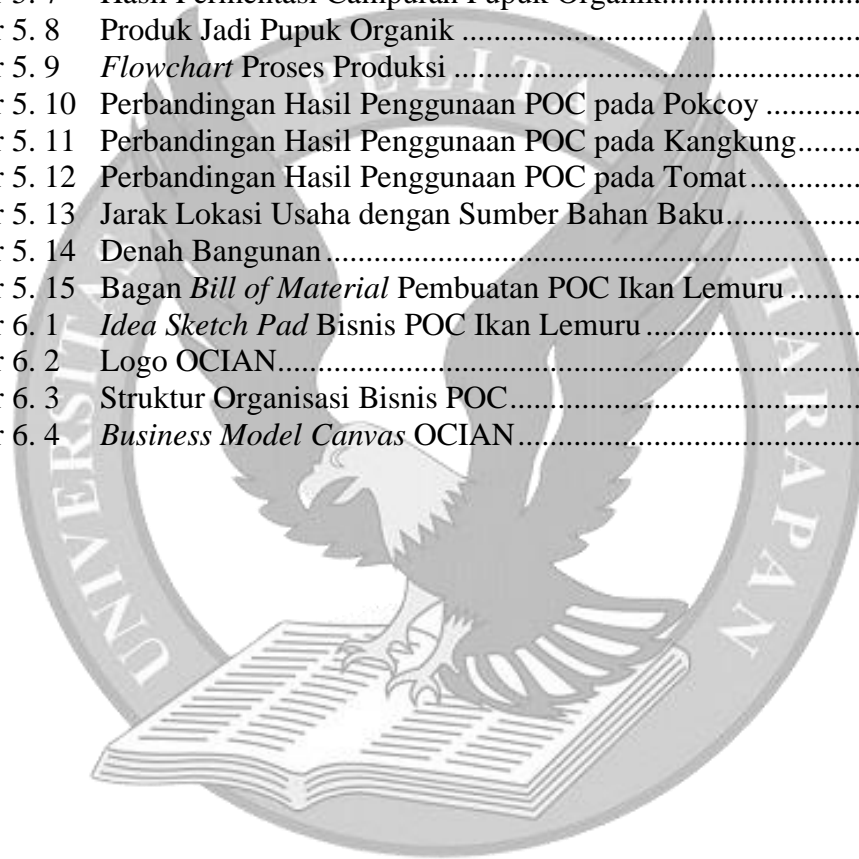 r 5. 7 Hasil Fermentasi Campuran Pupuk Organik
r 5. 8 Produk Jadi Pupuk Organik
r 5. 9 Flowchart Proses Produksi
r 5. 10 Perbandingan Hasil Penggunaan POC pada Pokcoy
r 5. 11 Perbandingan Hasil Penggunaan POC pada Kangkung
r 5. 12 Perbandingan Hasil Penggunaan POC pada Tomat
r 5. 13 Jarak Lokasi Usaha dengan Sumber Bahan Baku
r 5. 14 Denah Bangunan
r 5. 15 Bagan Bill of Material Pembuatan POC Ikan Lemuru
r 6. 1 Idea Sketch Pad Bisnis POC Ikan Lemuru
r 6. 2 Logo OCIAN
r 6. 3 Struktur Organisasi Bisnis POC
r 6. 4 Business Model Canvas OCIAN
UNIVERSITAS PELITA HARAPAN